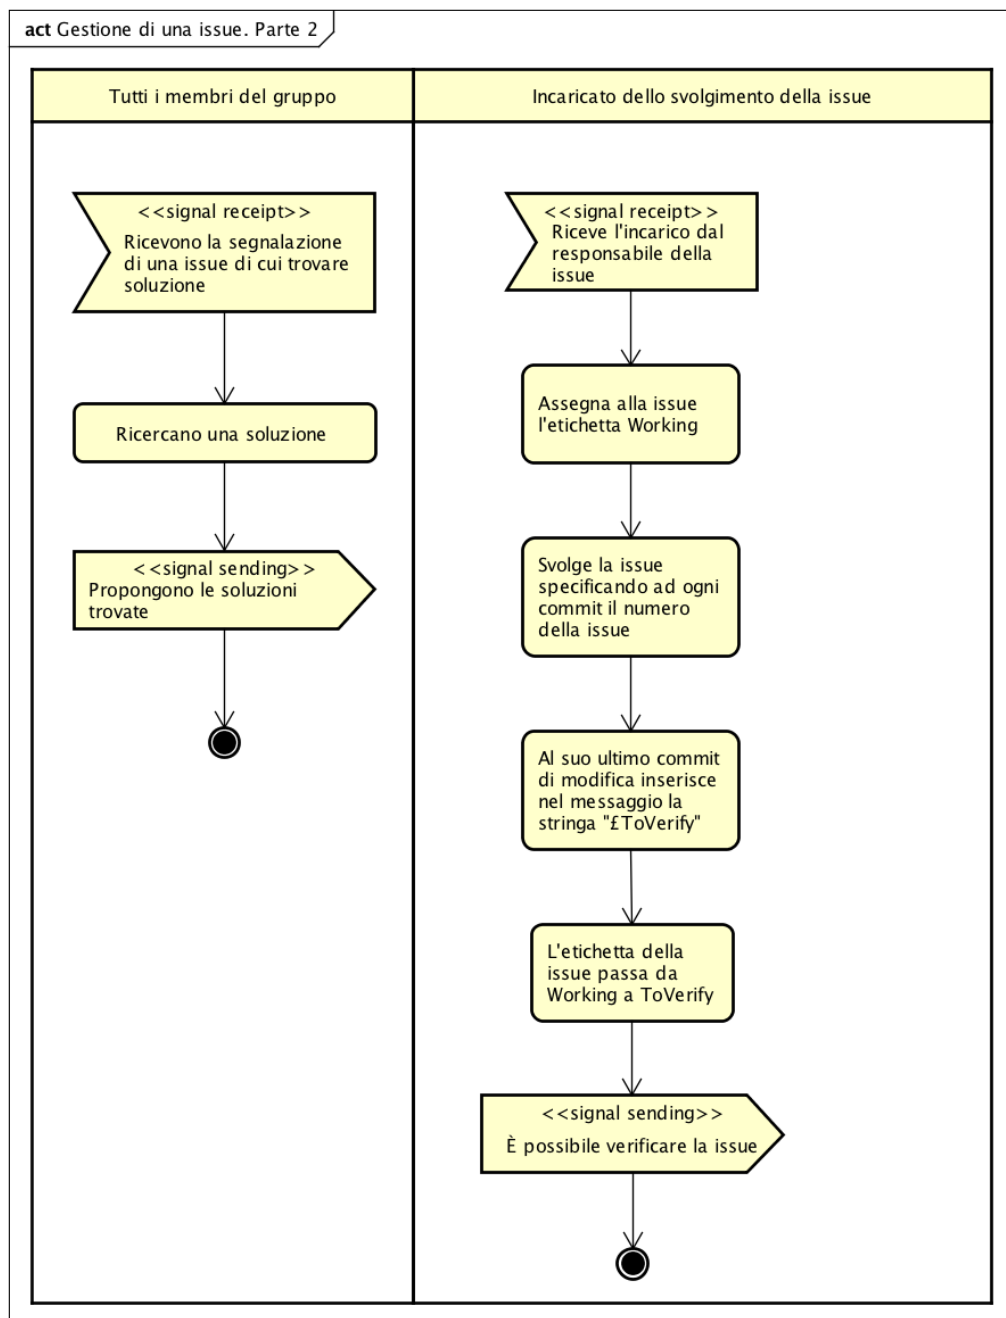 act Gestione di una issue. Parte 2
Tutti i membri del gruppo
Incaricato dello svolgimento della issue
<<signal receipt>>
Ricevono la segnalazione
di una issue di cui trovare
soluzione
Ricercano una soluzione
<<signal sending>>
Propongono le soluzioni
trovate
<<signal receipt>>
Riceve l'incarico dal
responsabile della
issue
Assegna alla issue
l'etichetta Working
Svolge la issue
specificando ad ogni
commit il numero
della issue
Al suo ultimo commit
di modifica inserisce
nel messaggio la
stringa "£ToVerify"
L'etichetta della
issue passa da
Working a ToVerify
<<signal sending>>
È possibile verificare la issue